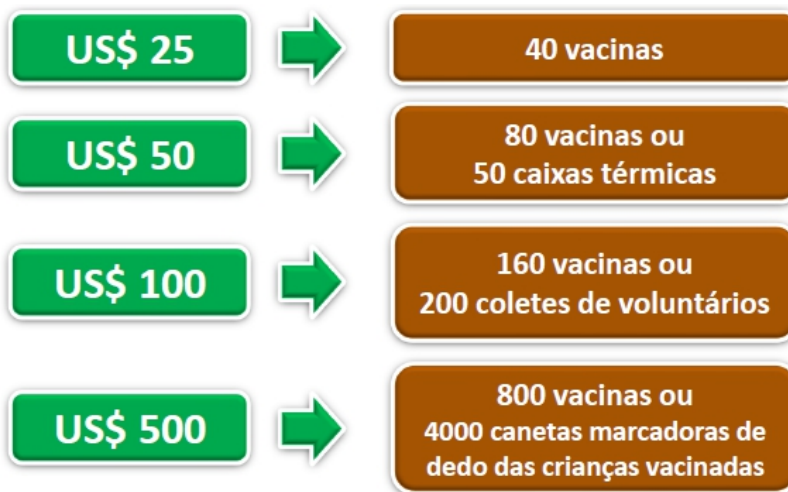 US$ 25
40 vacinas
US$ 50
80 vacinas ou
50 caixas térmicas
US$ 100
160 vacinas ou
200 coletes de voluntários
US$ 500
800 vacinas ou
4000 canetas marcadoras de
dedo das crianças vacinadas